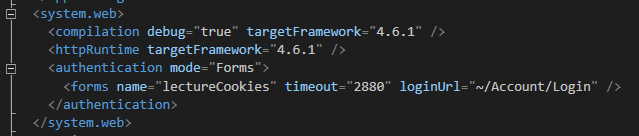 <system.web>
<compilation debug="true" targetFramework="4.6.1" />
<httpRuntime targetFramework="4.6.1" />
<authentication mode="Forms">
<forms name="lectureCookies" timeout="2880" loginUrl="~/Account/Login" />
</authentication>
</system.web>